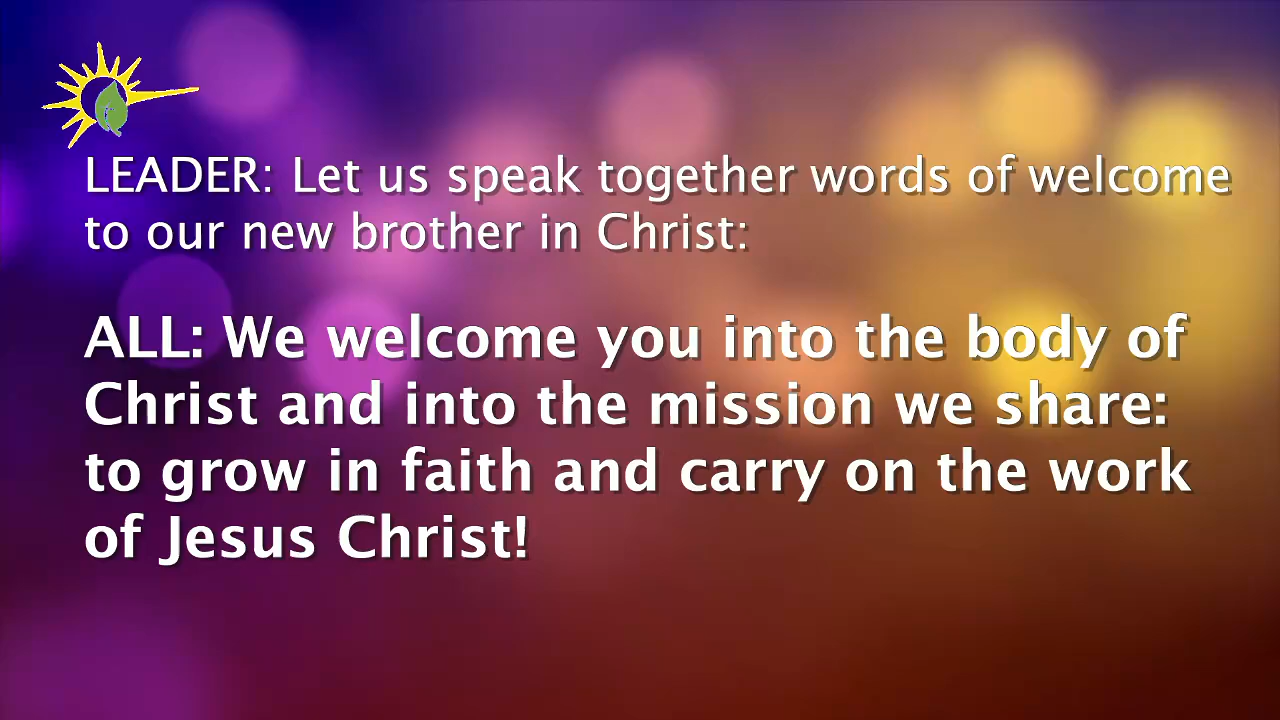 LEADER: Let us speak together words of welcome
to our new brother in Christ:
ALL: We welcome you into the body of
Christ and into the mission we share:
to grow in faith and carry on the work
of Jesus Christ!